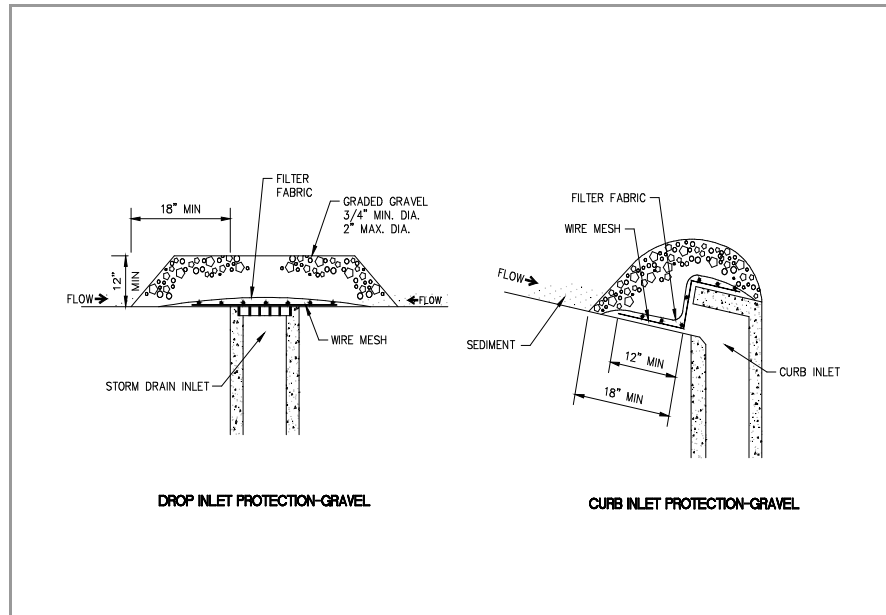 FILTER
FABRIC
18" MIN
GRADED GRAVEL
3/4" MIN. DIA.
2" MAX. DIA.
12"
MIN
FLOW
FLOW
WIRE MESH
STORM DRAIN INLET
DROP INLET PROTECTION-GRAVEL
FILTER FABRIC
WIRE MESH
FLOW
SEDIMENT
12" MIN
18" MIN
CURB INLET
CURB INLET PROTECTION-GRAVEL